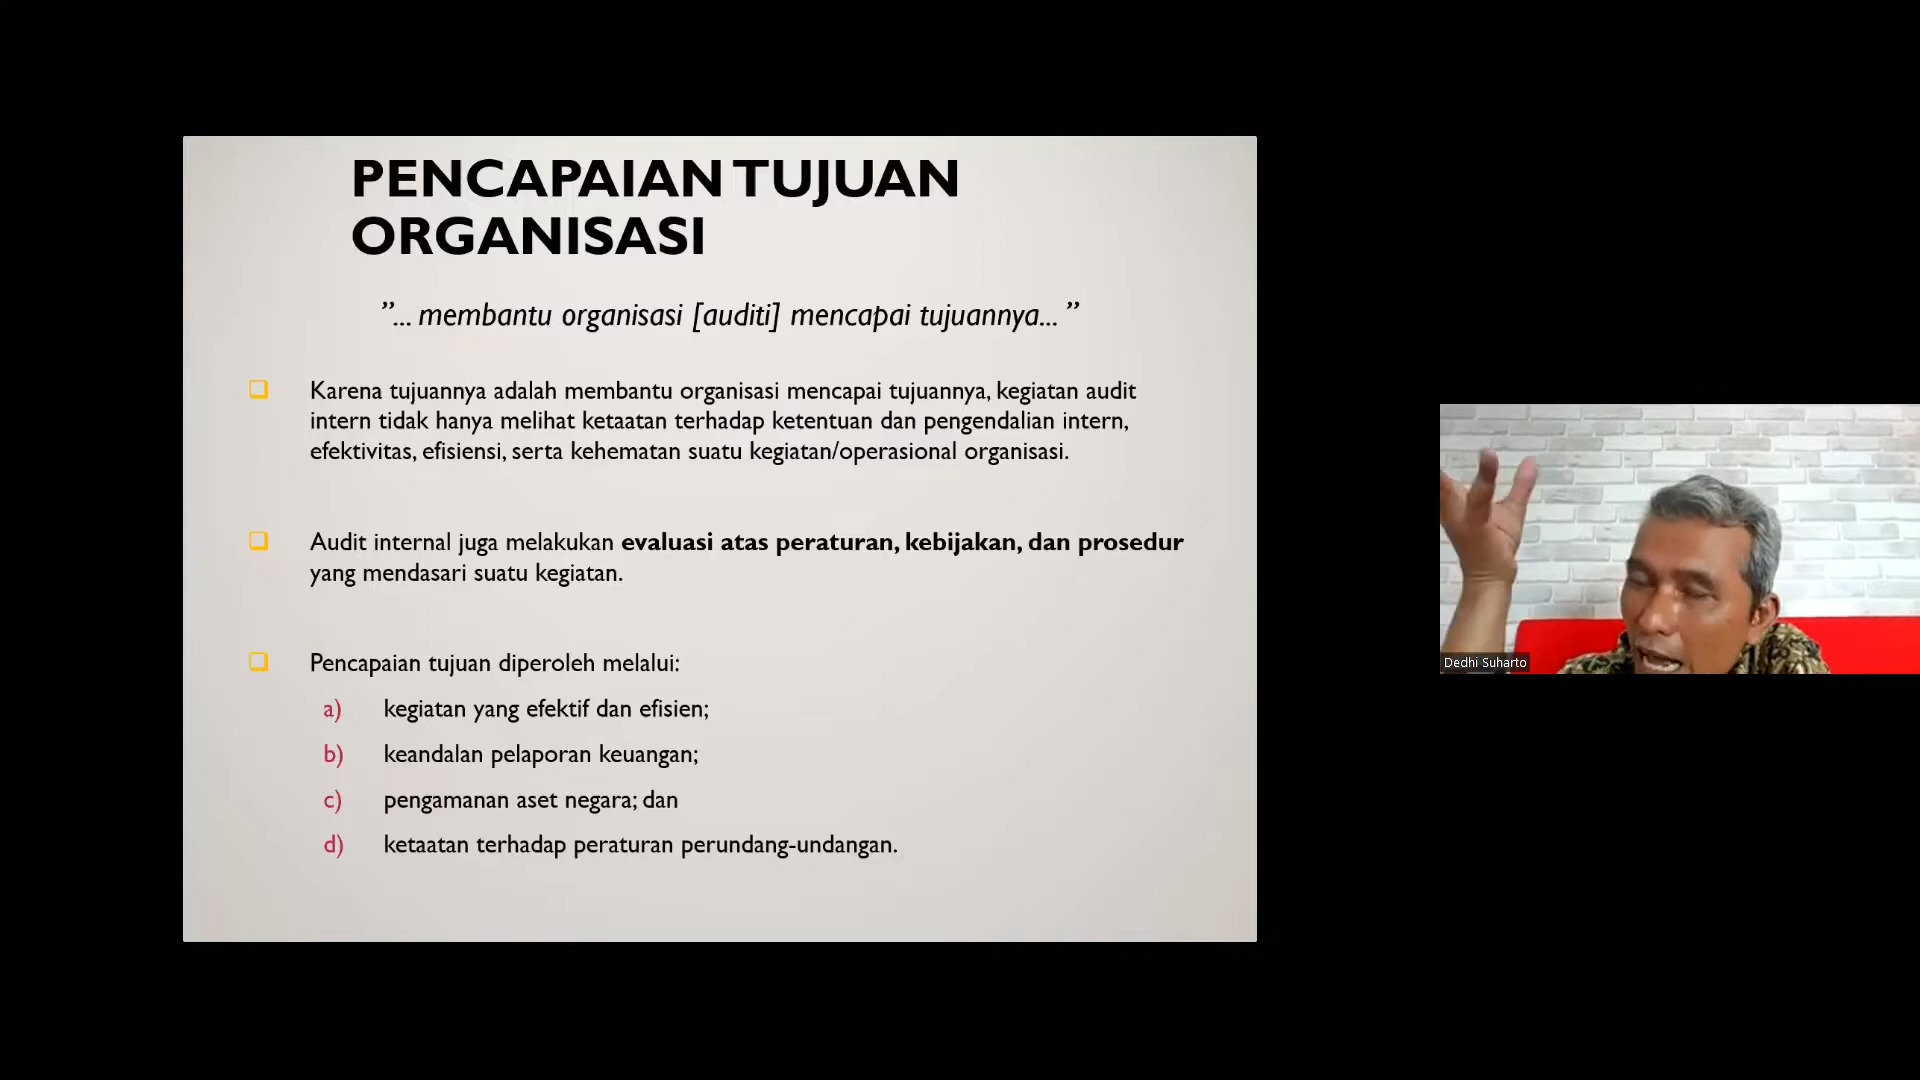 PENCAPAIAN TUJUAN
ORGANISASI
”... membantu organisasi [auditi] mencapai tujuannya... ”
Karena tujuannya adalah membantu organisasi mencapai tujuannya, kegiatan audit
intern tidak hanya melihat ketaatan terhadap ketentuan dan pengendalian intern,
efektivitas, efisiensi, serta kehematan suatu kegiatan/operasional organisasi.
Audit internal juga melakukan evaluasi atas peraturan, kebijakan, dan prosedur
yang mendasari suatu kegiatan.
Pencapaian tujuan diperoleh melalui:
a) kegiatan yang efektif dan efisien;
b) keandalan pelaporan keuangan;
c) pengamanan aset negara; dan
d) ketaatan terhadap peraturan perundang-undangan.
Dedhi Suharto